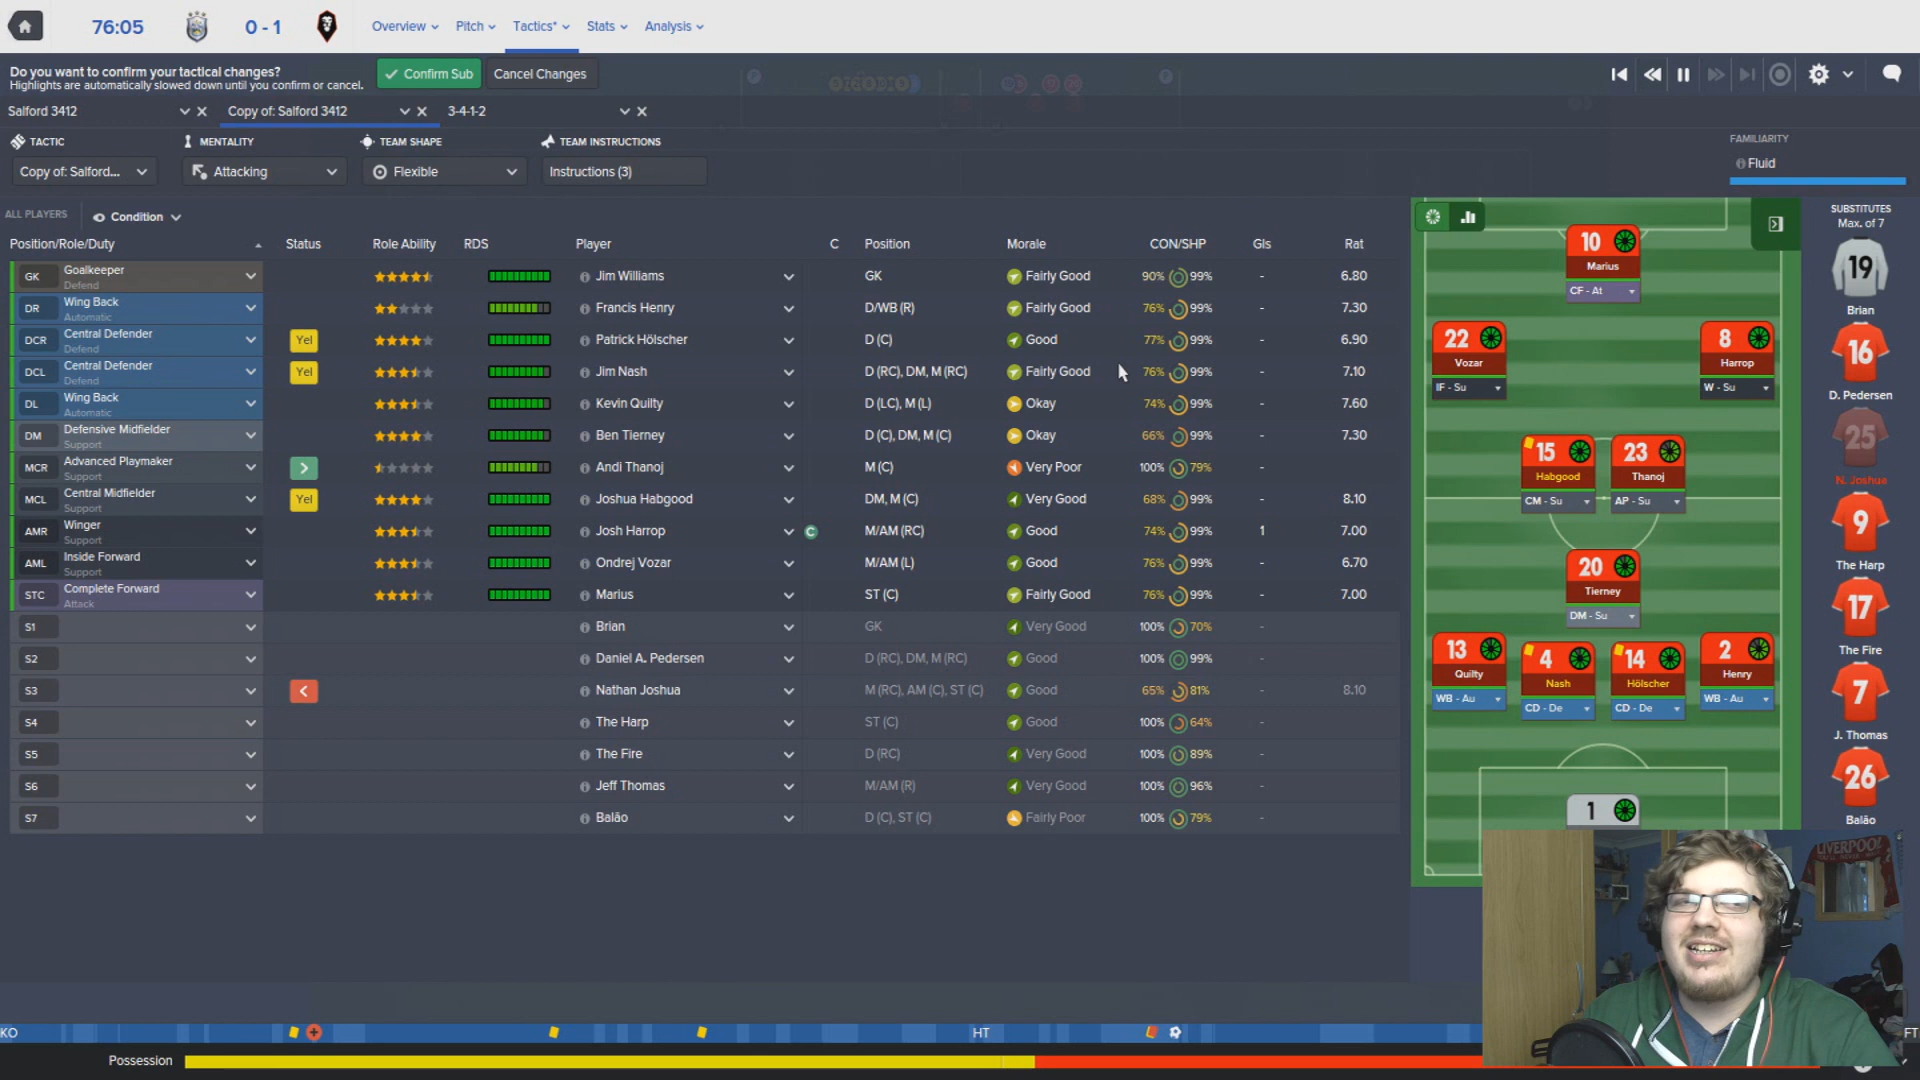 76:05 0 - 1 Overview Pitch Tactics* Stats Analysis
Do you want to confirm your tactical changes?
Highlights are automatically slowed down until you confirm or cancel.
Confirm Sub Cancel Changes
Salford 3412 Copy of: Salford 3412 3-4-1-2
TACTIC MENTALITY TEAM SHAPE TEAM INSTRUCTIONS
Copy of: Salford... Attacking Flexible Instructions (3)
FAMILIARITY
Fluid
ALL PLAYERS Condition
Position/Role/Duty Status Role Ability RDS Player C Position Morale CON/SHP Gls Rat
GK Goalkeeper Defend Jim Williams GK Fairly Good 90% 99% - 6.80
DR Wing Back Automatic Francis Henry D/WB (R) Fairly Good 76% 99% - 7.30
DCR Central Defender Defend Yel Patrick Hölscher D (C) Good 77% 99% - 6.90
DCL Central Defender Defend Yel Jim Nash D (RC), DM, M (RC) Fairly Good 76% 99% - 7.10
DL Wing Back Automatic Kevin Quilty D (LC), M (L) Okay 74% 99% - 7.60
DM Defensive Midfielder Support Ben Tierney D (C), DM, M (C) Okay 66% 99% - 7.30
MCR Advanced Playmaker Support Andi Thanoj M (C) Very Poor 100% 79% -
MCL Central Midfielder Support Yel Joshua Habgood DM, M (C) Very Good 68% 99% - 8.10
AMR Winger Support Josh Harrop C M/AM (RC) Good 74% 99% 1 7.00
AML Inside Forward Support Ondrej Vozar M/AM (L) Good 76% 99% - 6.70
STC Complete Forward Attack Marius ST (C) Fairly Good 76% 99% - 7.00
S1 Brian GK Very Good 100% 70% -
S2 Daniel A. Pedersen D (RC), DM, M (RC) Good 100% 99% -
S3 Nathan Joshua M (RC), AM (C), ST (C) Good 65% 81% - 8.10
S4 The Harp ST (C) Good 100% 64% -
S5 The Fire D (RC) Very Good 100% 89% -
S6 Jeff Thomas M/AM (R) Very Good 100% 96% -
S7 Balão D (C), ST (C) Fairly Poor 100% 79% -
10
Marius
CF - At
22 8
Vozar Harrop
IF - Su W - Su
15 23
Habgood Thanoj
CM - Su AP - Su
20
Tierney
DM - Su
13 4 14 2
Quilty Nash Hölscher Henry
WB - Au CD - De CD - De WB - Au
1
SUBSTITUTES
Max. of 7
19
Brian
16
D. Pedersen
25
N. Joshua
9
The Harp
17
The Fire
7
J. Thomas
26
Balão
LIVERPOOL
KO HT FT
Possession